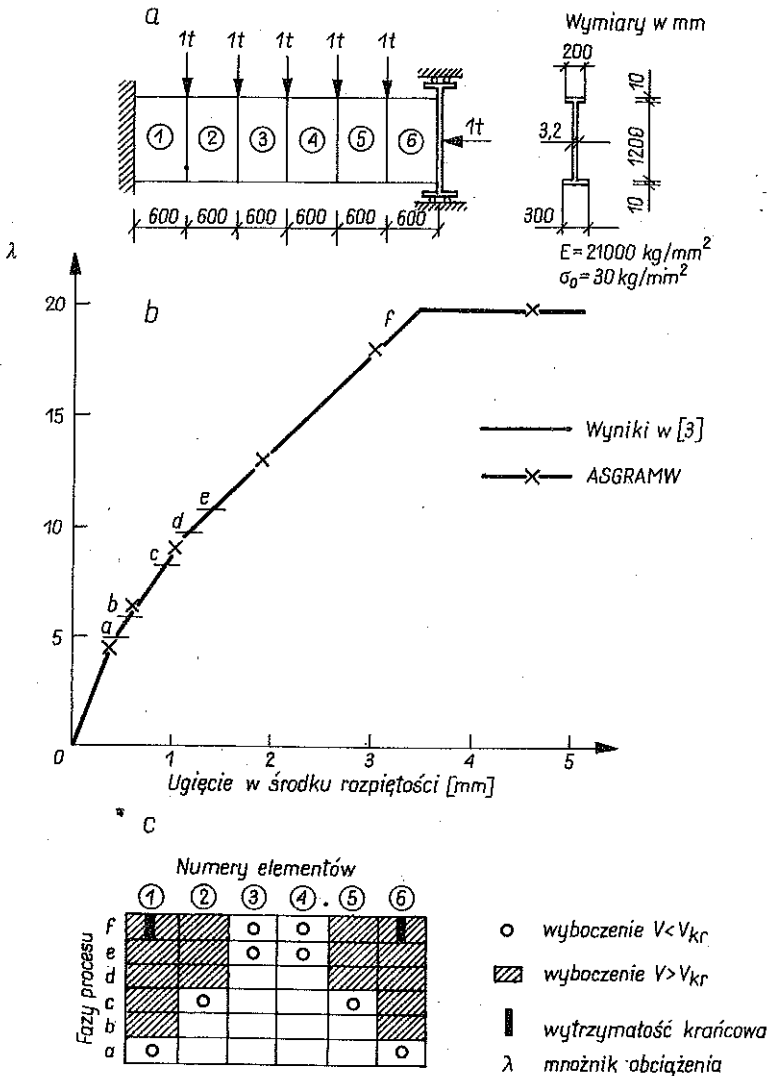 a
Wymiary w mm
1t 1t 1t 1t 1t
200
10
1 2 3 4 5 6
1t
3,2
1200
10
600 600 600 600 600 600
300
E=21000 kg/mm²
σ₀=30 kg/mm²
λ
b
20
15
10
5
0
1 2 3 4 5
a
b
c
d
e
f
Wyniki w [3]
ASGRAMW
Ugięcie w środku rozpiętości [mm]
c
Numery elementów
1 2 3 4 5 6
Fazy procesu
f
e
d
c
b
a
wyboczenie V<Vkr
wyboczenie V>Vkr
wytrzymałość krańcowa
λ mnożnik obciążenia